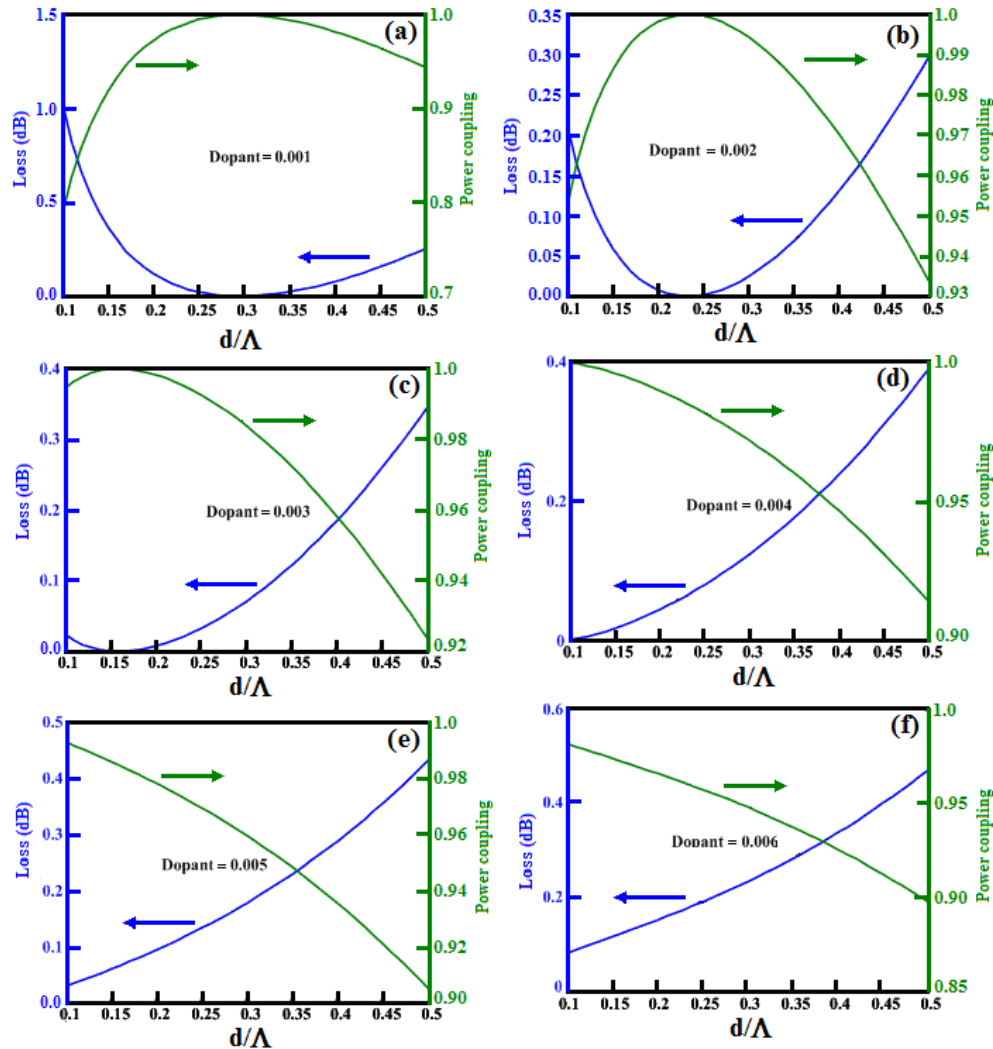 (a)
Loss (dB)
1.5
1.0
0.5
0.0
Dopant = 0.001
1.0
0.9
0.8
0.7
Power coupling
0.1 0.15 0.2 0.25 0.3 0.35 0.4 0.45 0.5
d/Λ
(b)
Loss (dB)
0.35
0.30
0.25
0.20
0.15
0.10
0.05
0.00
Dopant = 0.002
1.0
0.99
0.98
0.97
0.96
0.95
0.94
0.93
Power coupling
0.1 0.15 0.2 0.25 0.3 0.35 0.4 0.45 0.5
d/Λ
(c)
Loss (dB)
0.4
0.3
0.2
0.1
0.0
Dopant = 0.003
1.0
0.98
0.96
0.94
0.92
Power coupling
0.1 0.15 0.2 0.25 0.3 0.35 0.4 0.45 0.5
d/Λ
(d)
Loss (dB)
0.4
0.2
0
Dopant = 0.004
1.0
0.95
0.90
Power coupling
0.1 0.15 0.2 0.25 0.3 0.35 0.4 0.45 0.5
d/Λ
(e)
Loss (dB)
0.5
0.4
0.3
0.2
0.1
0.0
Dopant = 0.005
1.0
0.98
0.96
0.94
0.92
0.90
Power coupling
0.1 0.15 0.2 0.25 0.3 0.35 0.4 0.45 0.5
d/Λ
(f)
Loss (dB)
0.6
0.4
0.2
0
Dopant = 0.006
1.0
0.95
0.90
0.85
Power coupling
0.1 0.15 0.2 0.25 0.3 0.35 0.4 0.45 0.5
d/Λ